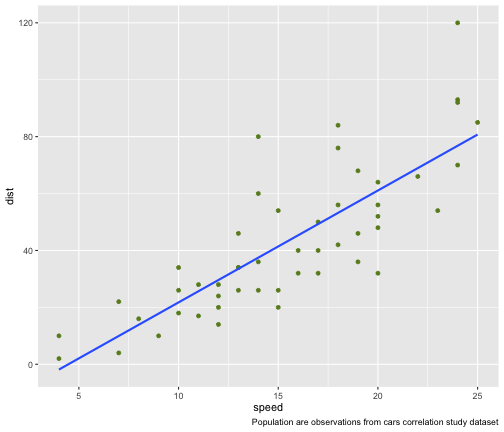 120
80
40
0
dist
5 10 15 20 25
speed
Population are observations from cars correlation study dataset